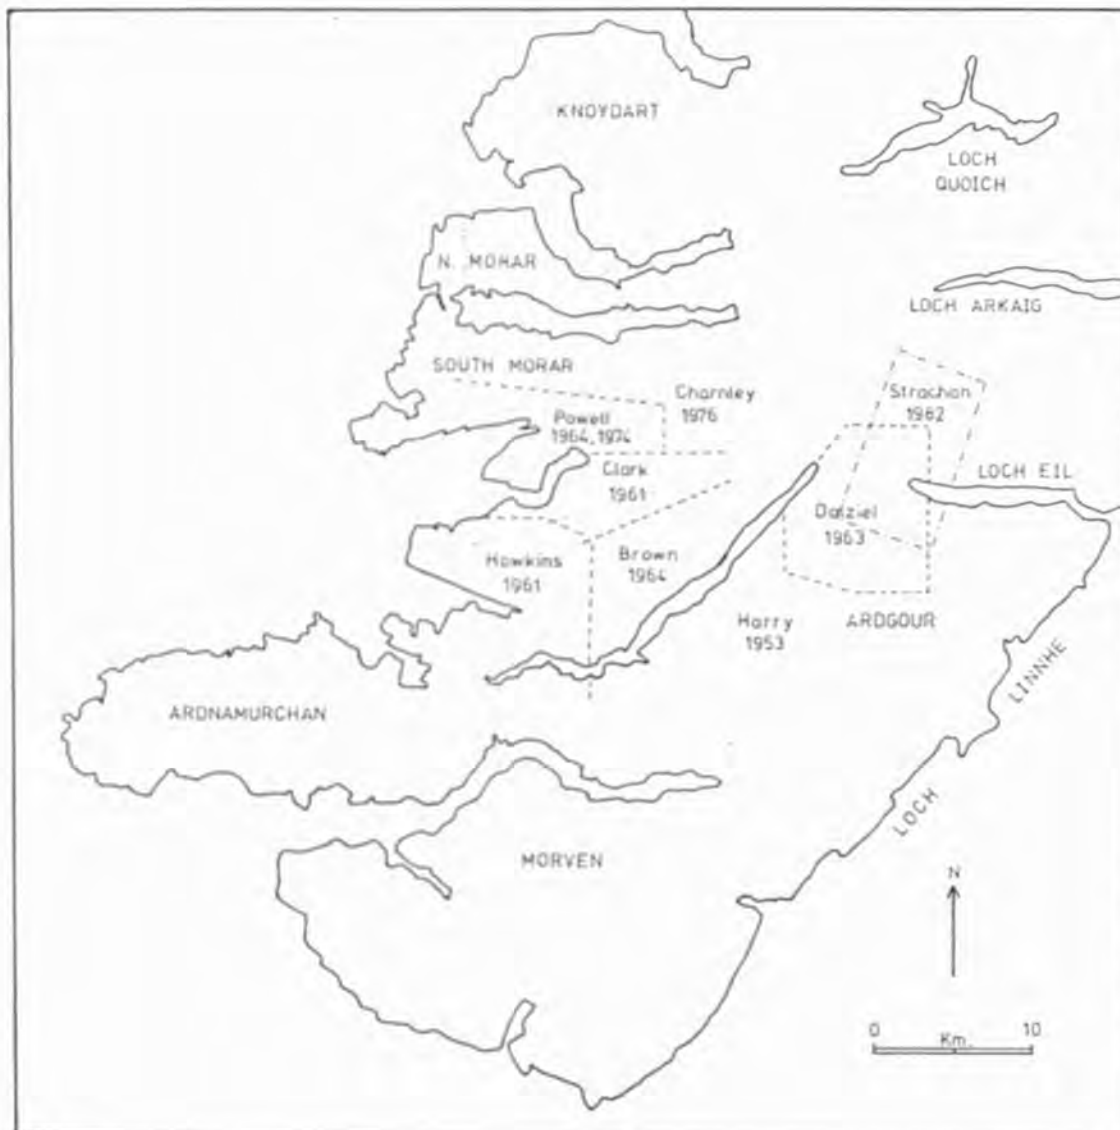 KNOYDART
LOCH
QUOICH
N. MORAR
LOCH ARKAIG
SOUTH MORAR
Charnley
1976
Strachan
1982
Powell
1964, 1974
Clark
1961
LOCH EIL
Dalziel
1963
Howkins
1961
Brown
1964
Harry
1953
ARDGOUR
LINNHE
ARDNAMURCHAN
LOCH
MORVEN
N
0
10
Km.